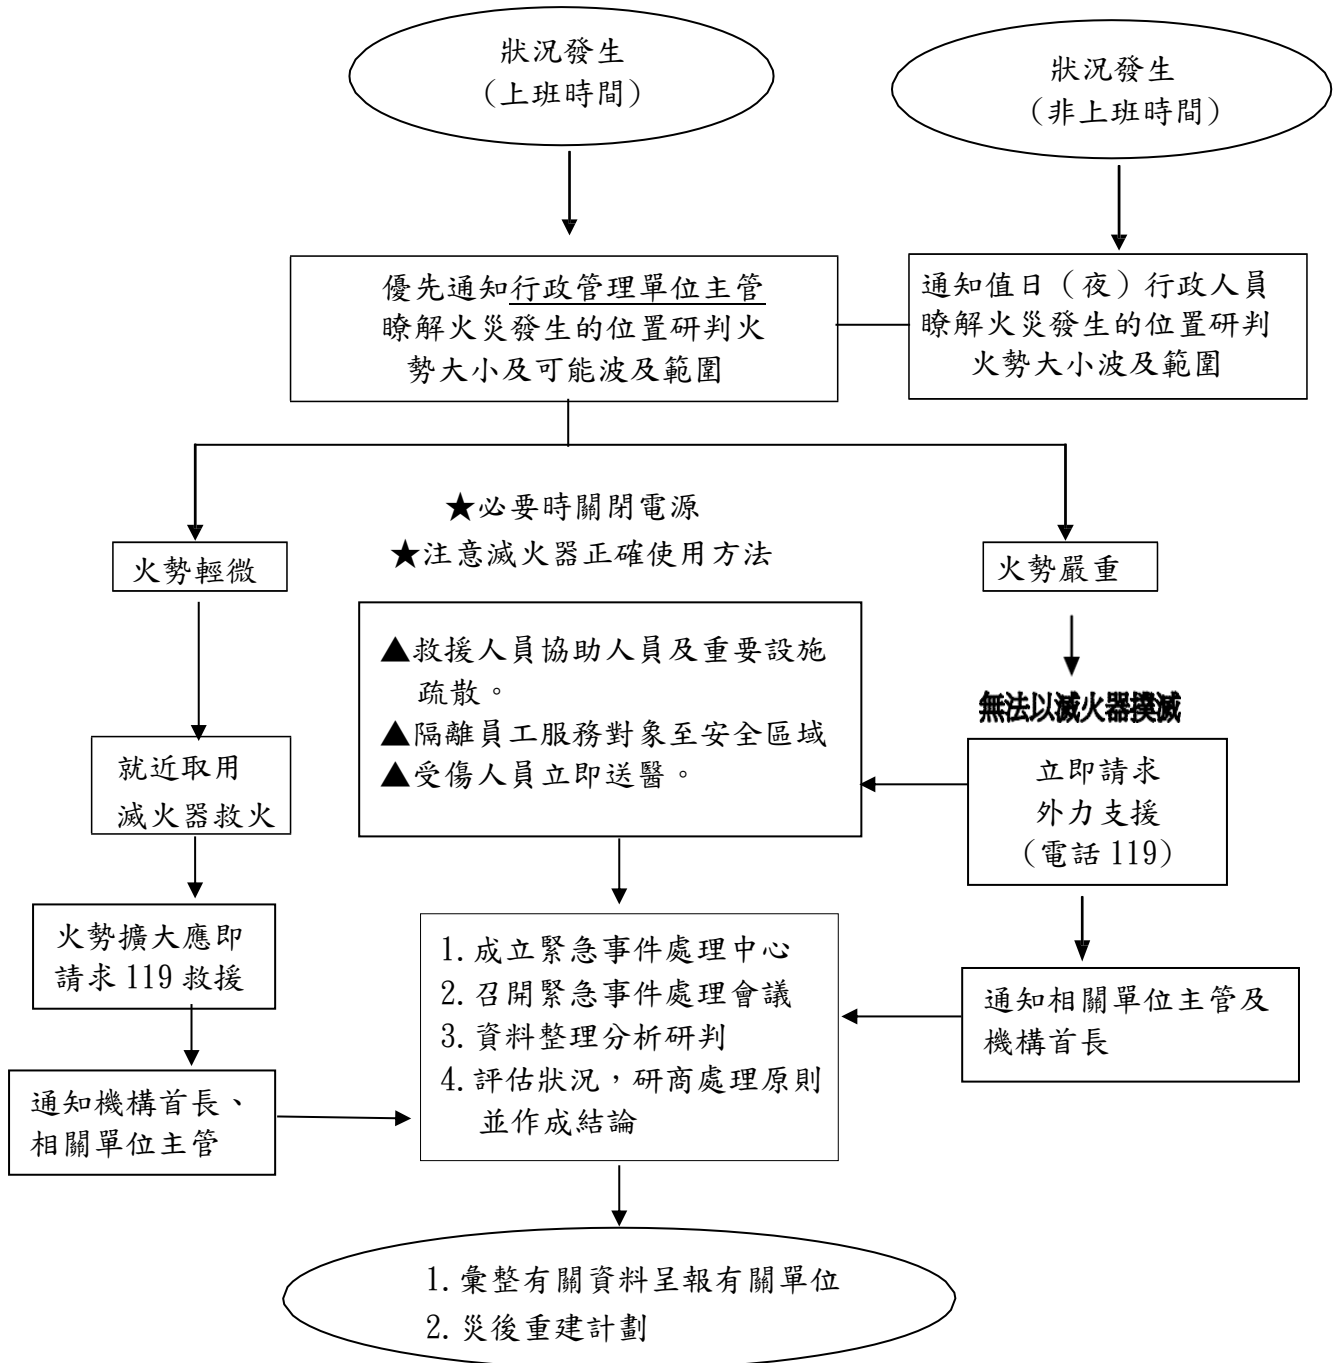 狀況發生
(上班時間)
狀況發生
(非上班時間)
優先通知行政管理單位主管
瞭解火災發生的位置研判火
勢大小及可能波及範圍
通知值日(夜)行政人員
瞭解火災發生的位置研判
火勢大小波及範圍
★必要時關閉電源
★注意滅火器正確使用方法
火勢輕微
火勢嚴重
▲救援人員協助人員及重要設施
疏散。
▲隔離員工服務對象至安全區域
▲受傷人員立即送醫。
無法以滅火器撲滅
就近取用
滅火器救火
立即請求
外力支援
(電話 119)
火勢擴大應即
請求 119 救援
1. 成立緊急事件處理中心
2. 召開緊急事件處理會議
3. 資料整理分析研判
4. 評估狀況，研商處理原則
並作成結論
通知相關單位主管及
機構首長
通知機構首長、
相關單位主管
1. 彙整有關資料呈報有關單位
2. 災後重建計劃